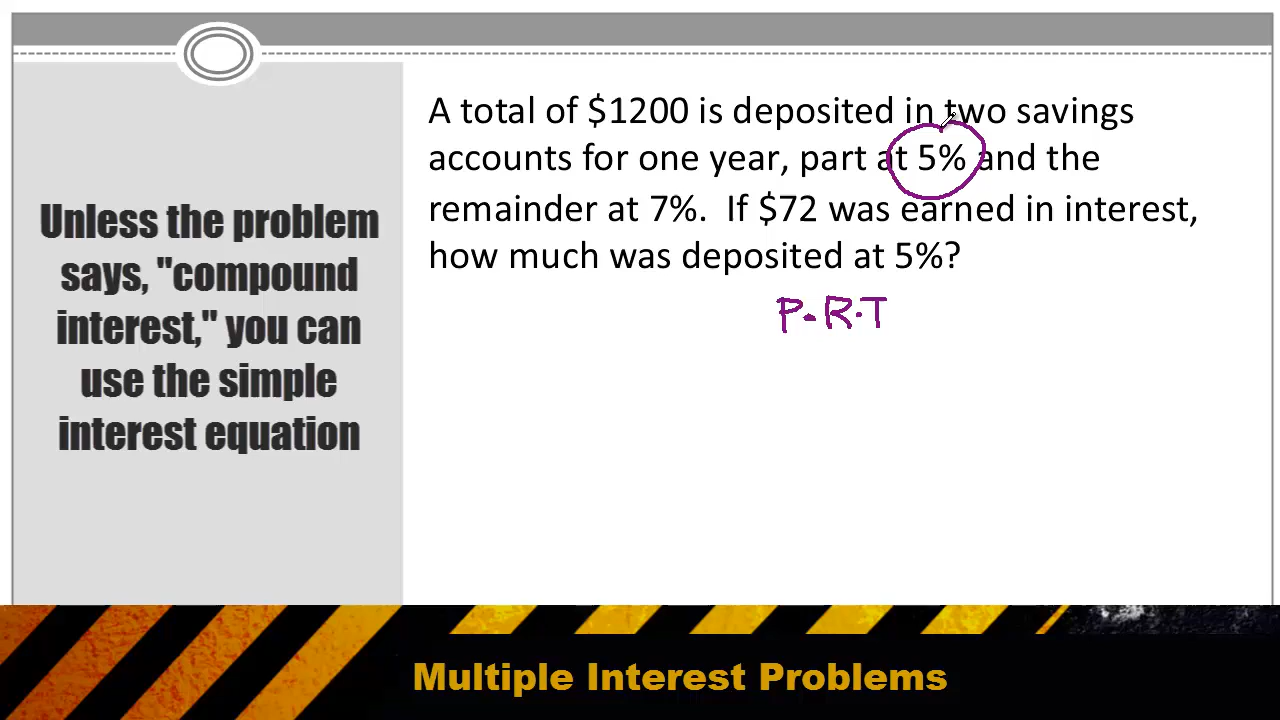 Unless the problem
says, "compound
interest," you can
use the simple
interest equation
A total of $1200 is deposited in two savings
accounts for one year, part at 5% and the
remainder at 7%.  If $72 was earned in interest,
how much was deposited at 5%?
P·R·T
Multiple Interest Problems